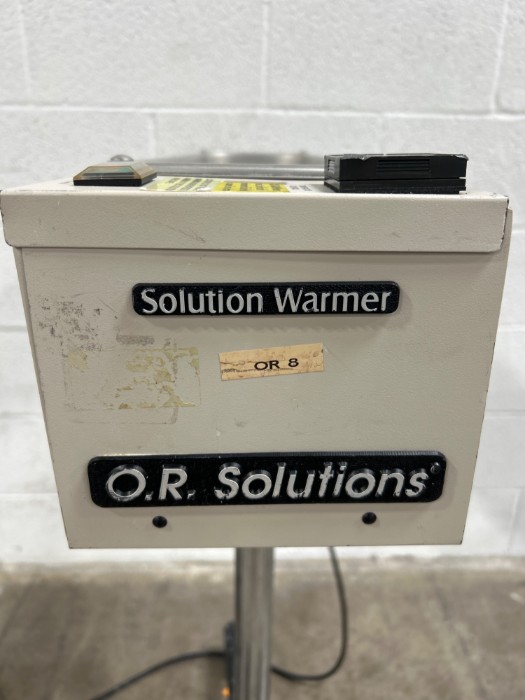 Solution Warmer
OR 8
O.R. Solutions